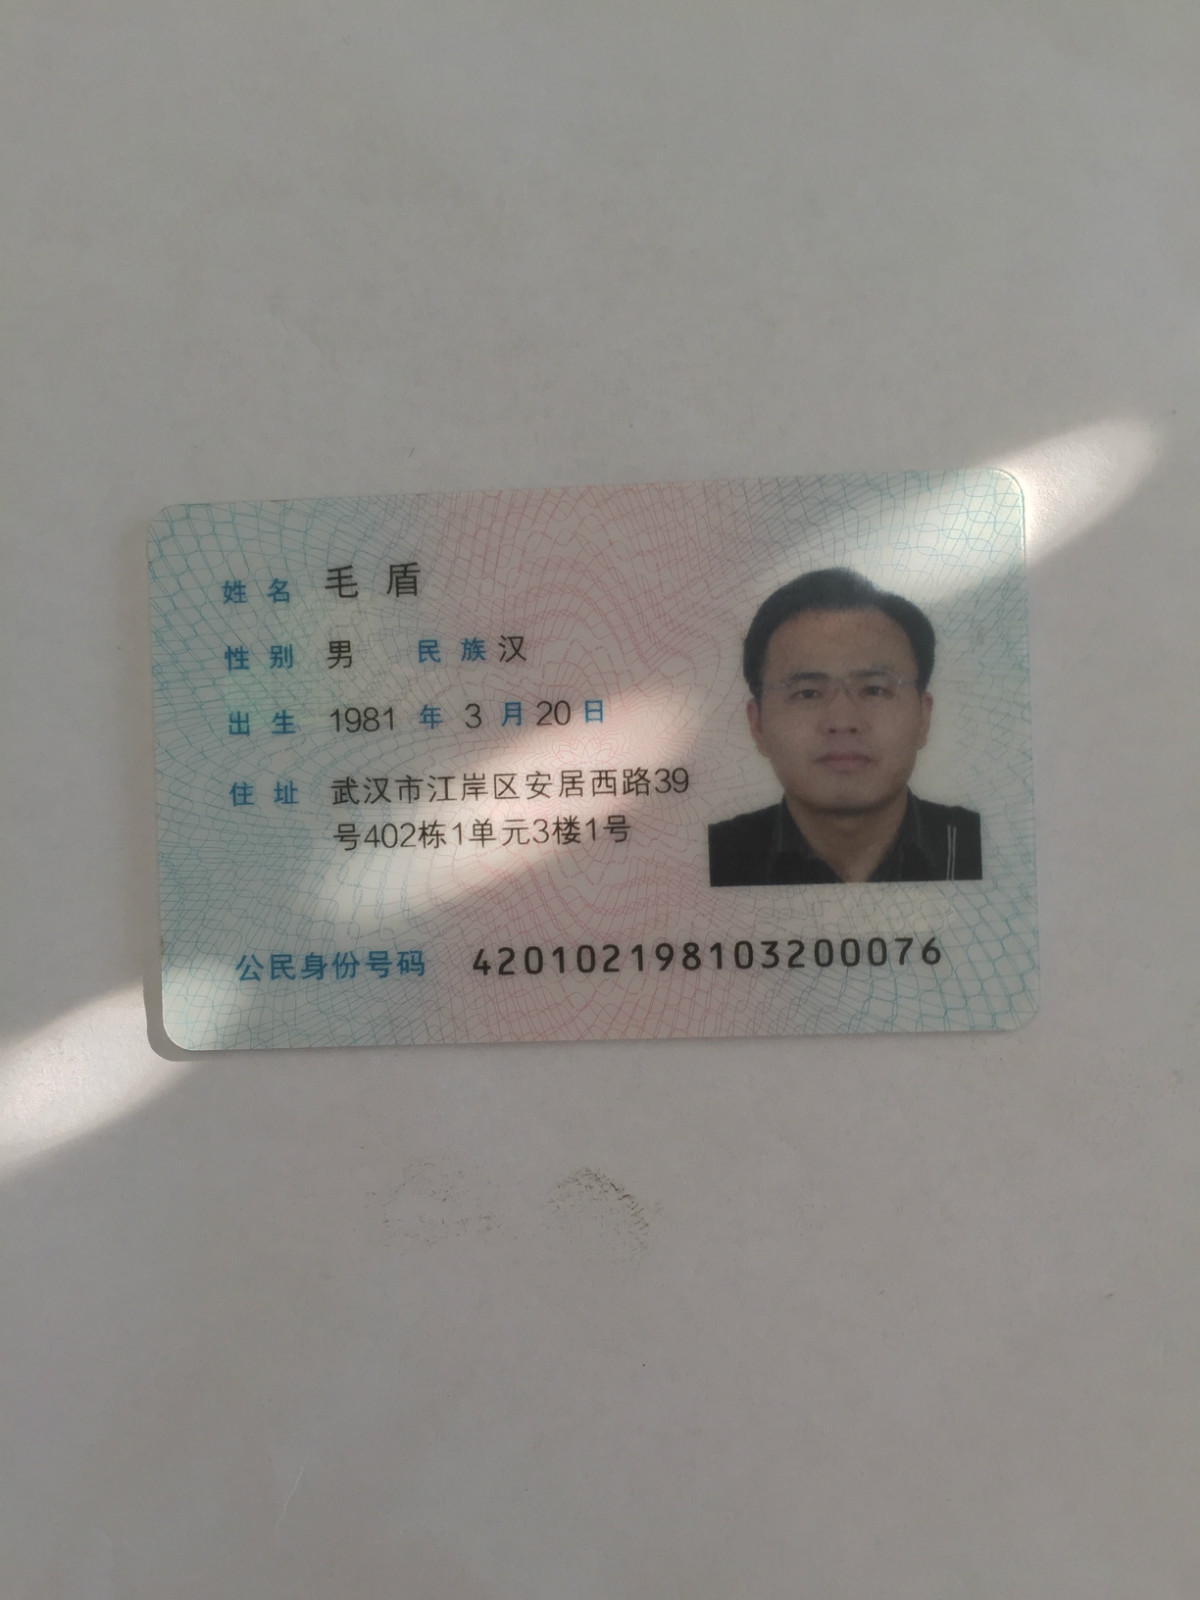 姓名 毛盾
性别 男 民族 汉
出生 1981 年 3 月 20 日
住址 武汉市江岸区安居西路39
号402栋1单元3楼1号
公民身份号码 420102198103200076